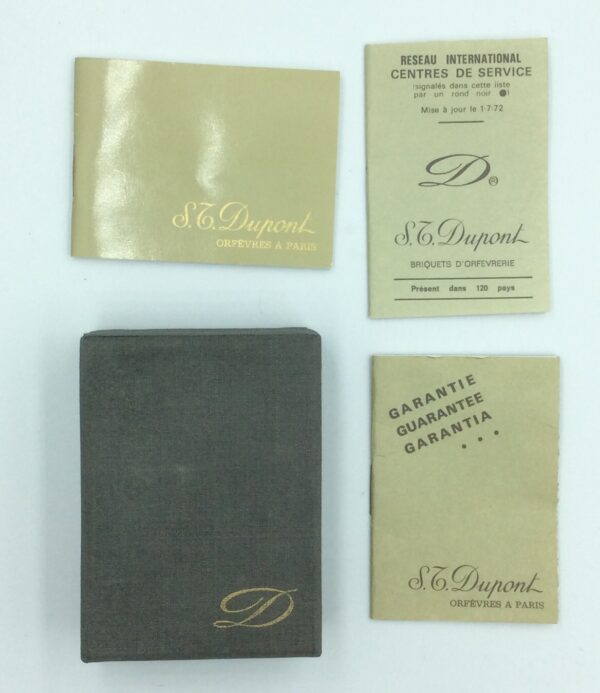 S.T. Dupont
ORFÈVRES A PARIS
RESEAU INTERNATIONAL
CENTRES DE SERVICE
(signalés dans cette liste
par un rond noir ●)
Mise à jour le 1-7-72
D®
S.T. Dupont
BRIQUETS D'ORFEVRERIE
Présent dans 120 pays
D
GARANTIE
GUARANTEE
GARANTIA
...
S.T. Dupont
ORFÈVRES A PARIS